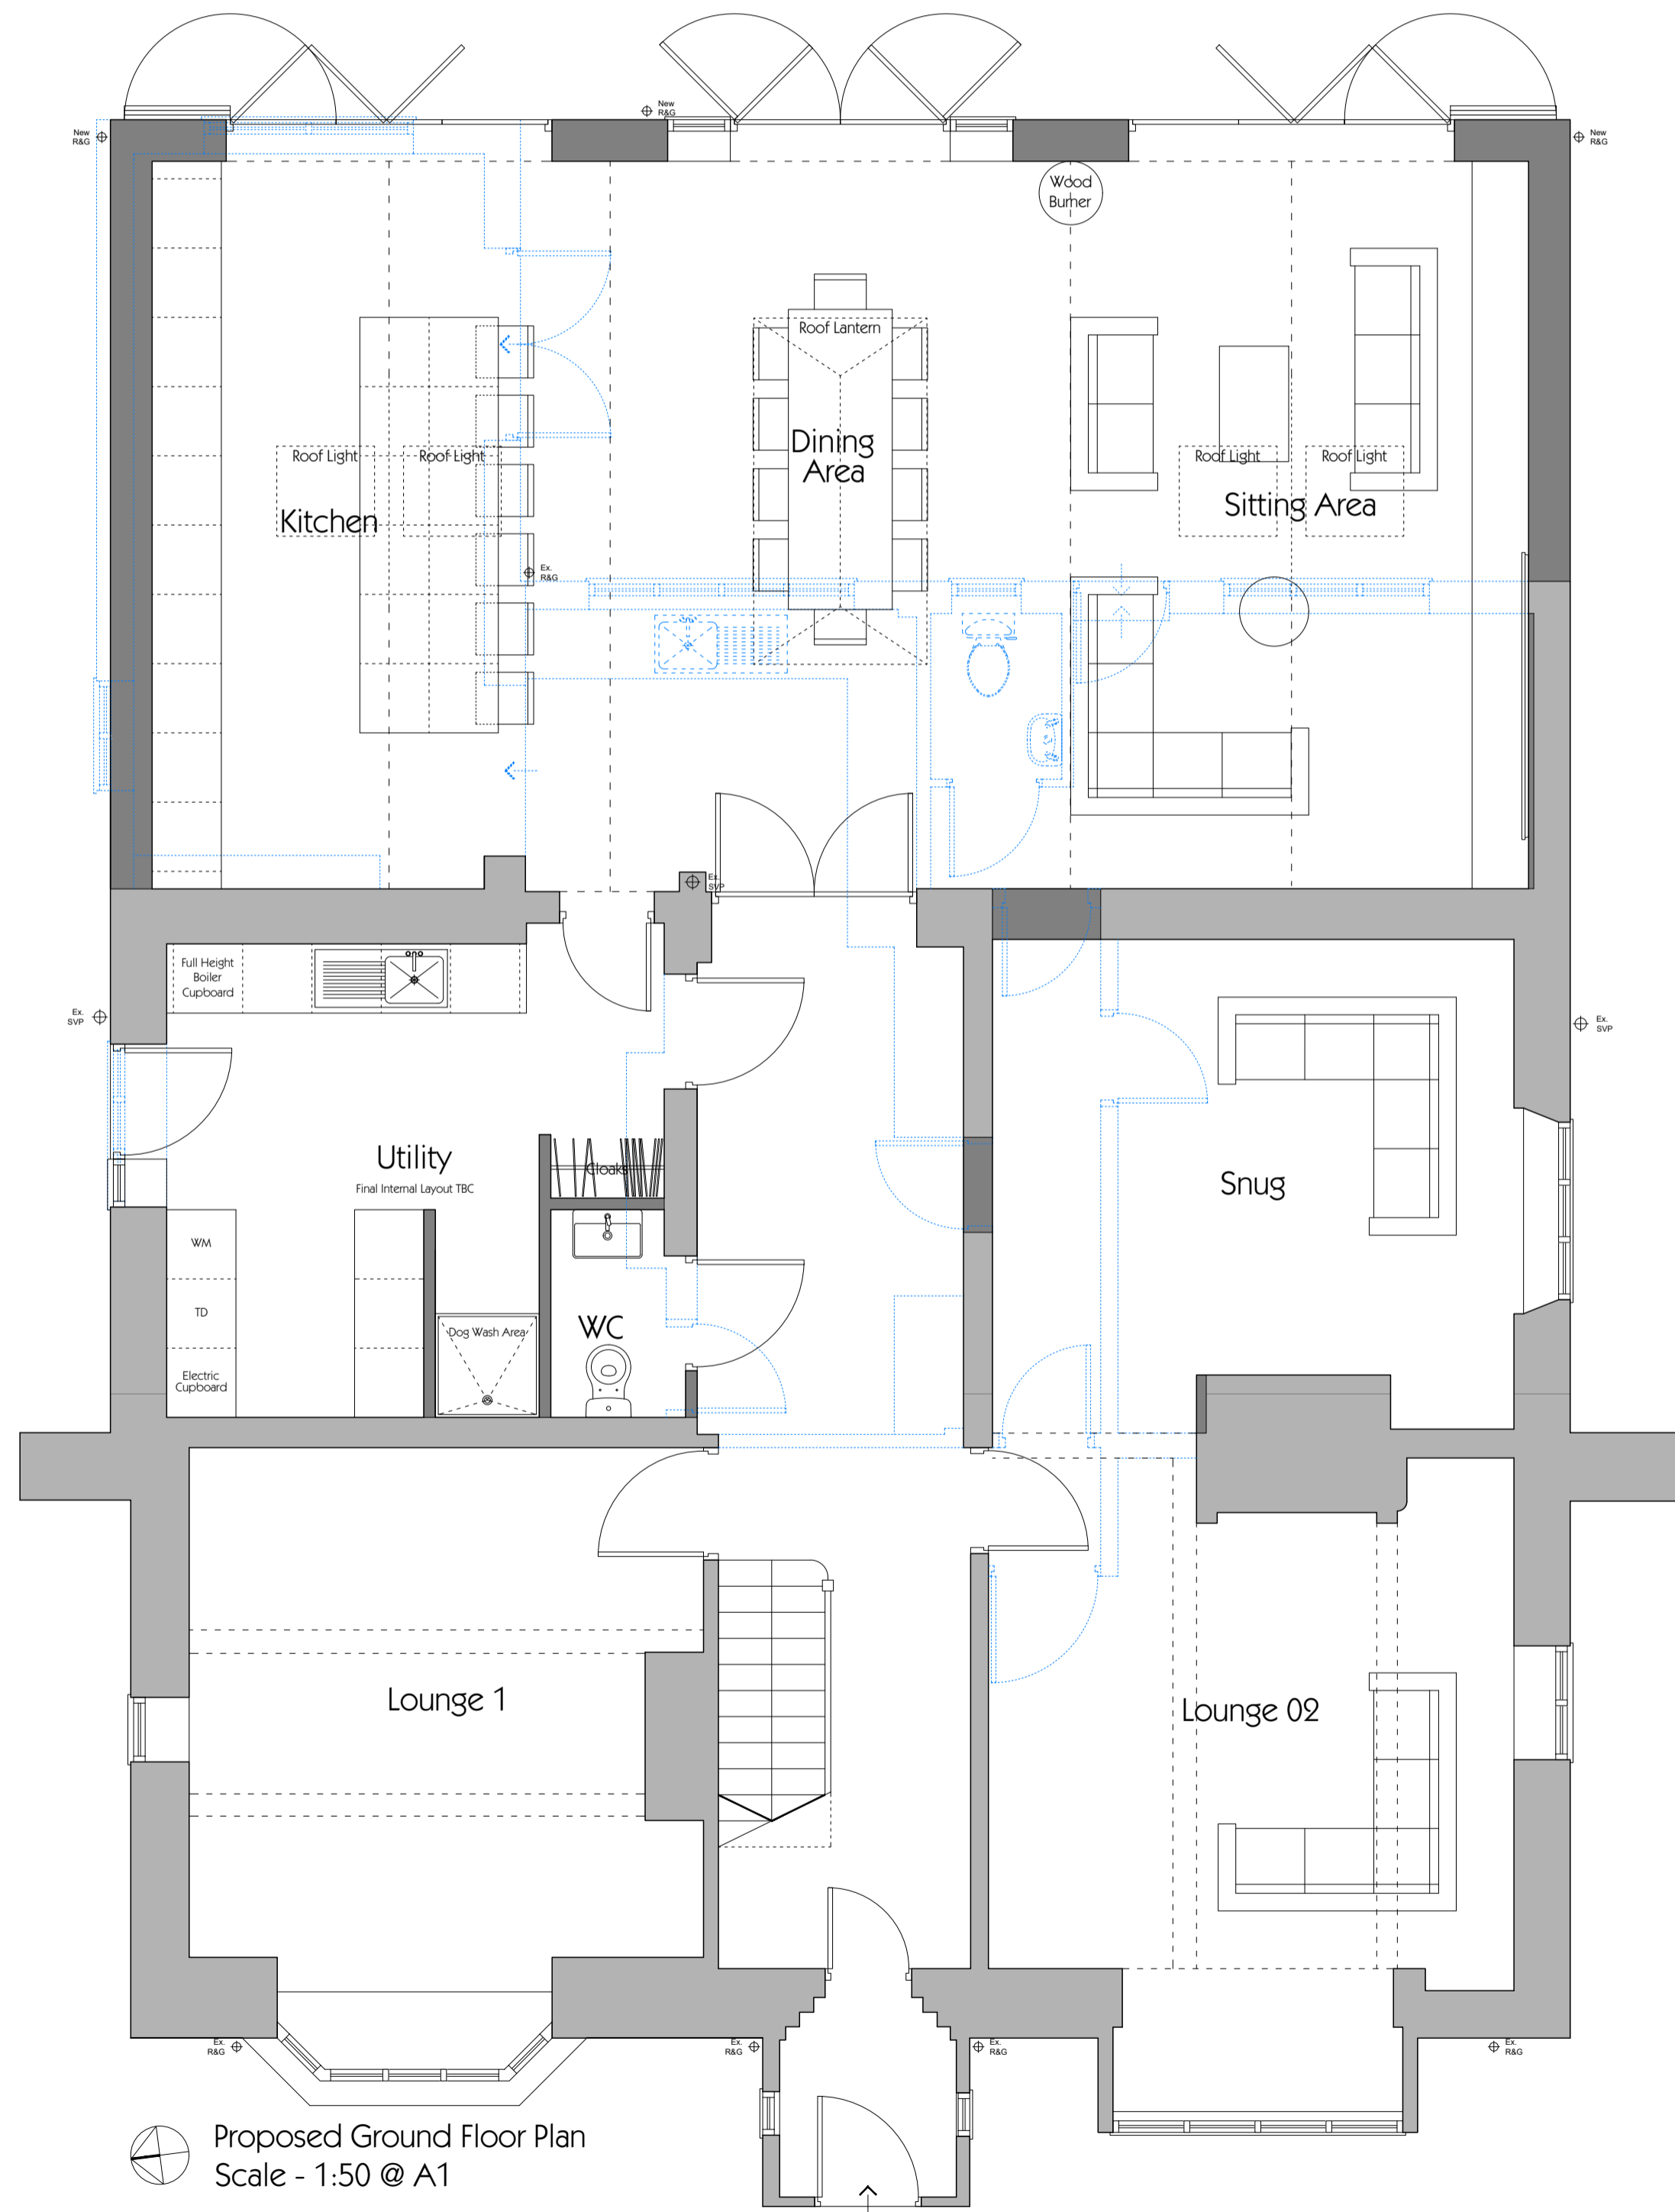 New
R&G
New
R&G
New
R&G
Wood
Burner
Roof Lantern
Dining
Area
Roof Light
Roof Light
Kitchen
Roof Light
Roof Light
Sitting Area
Ex.
R&G
Ex.
SVP
Full Height
Boiler
Cupboard
Ex.
SVP
Ex.
SVP
Utility
Final Internal Layout TBC
Cloaks
Snug
WM
TD
Electric
Cupboard
Dog Wash Area
WC
Lounge 1
Lounge 02
Ex.
R&G
Ex.
R&G
Ex.
R&G
Ex.
R&G
Proposed Ground Floor Plan
Scale - 1:50 @ A1